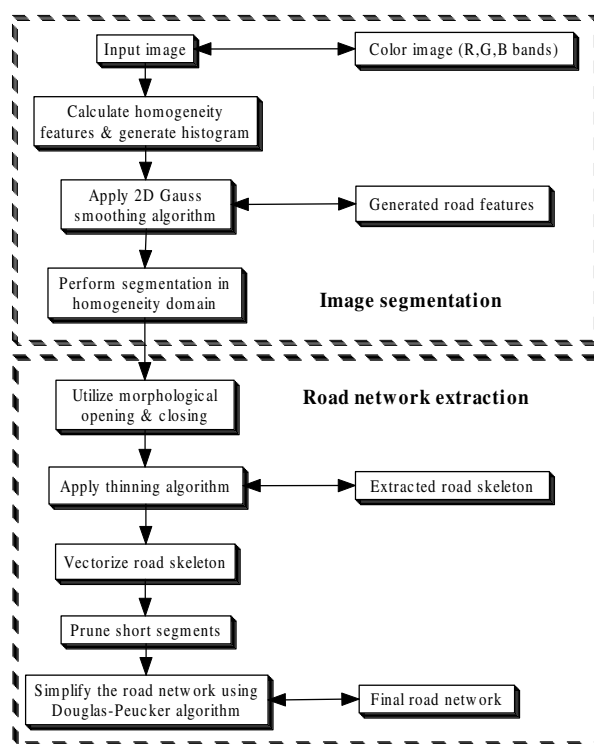 Input image
Color image (R,G,B bands)
Calculate homogeneity
features & generate histogram
Apply 2D Gauss
smoothing algorithm
Generated road features
Perform segmentation in
homogeneity domain
Image segmentation
Utilize morphological
opening & closing
Road network extraction
Apply thinning algorithm
Extracted road skeleton
Vectorize road skeleton
Prune short segments
Simplify the road network using
Douglas-Peucker algorithm
Final road network